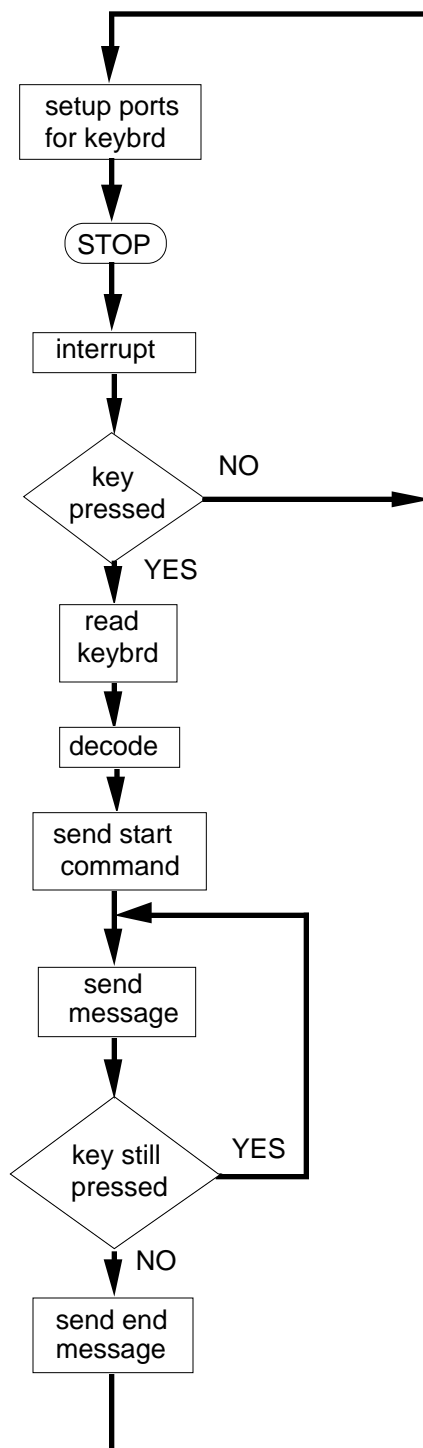 setup ports
for keybrd
STOP
interrupt
key
pressed
NO
YES
read
keybrd
decode
send start
command
send
message
key still
pressed
YES
NO
send end
message